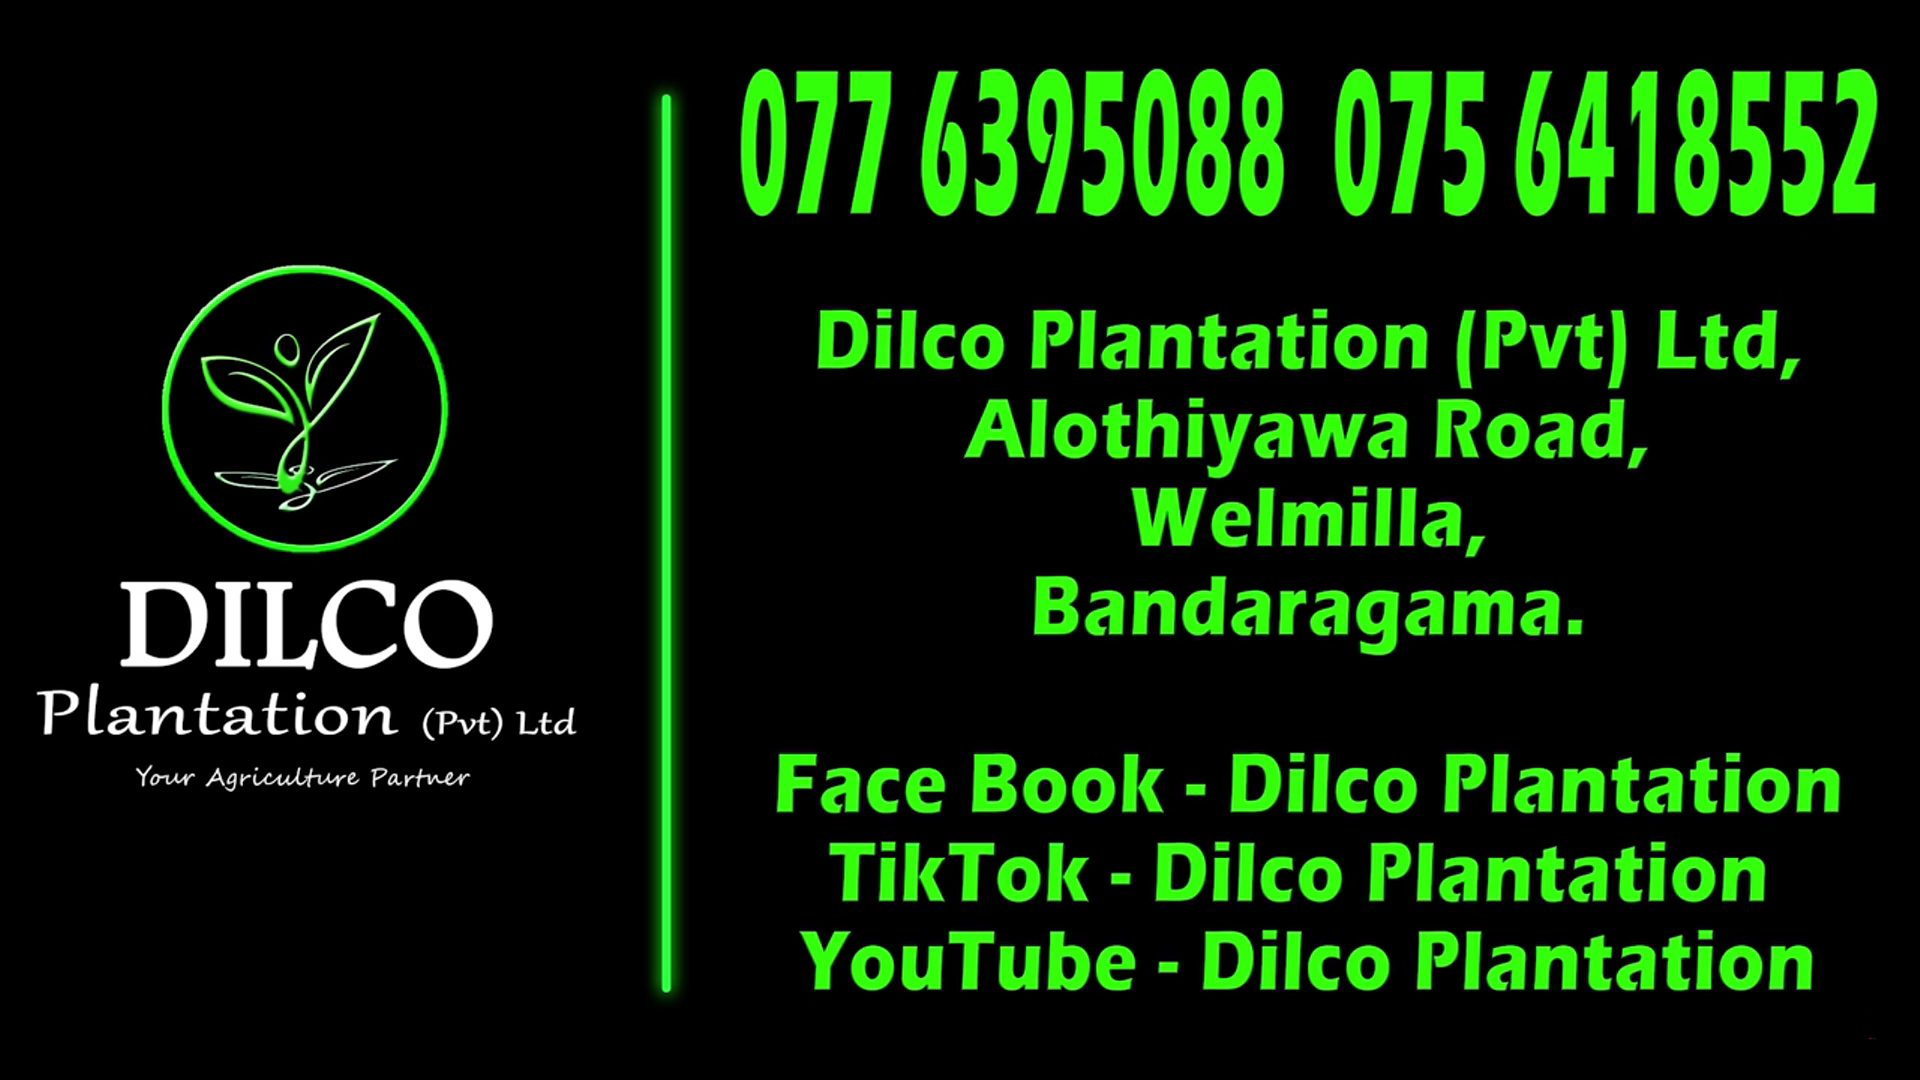 DILCO
Plantation (Pvt) Ltd
Your Agriculture Partner
077 6395088 075 6418552
Dilco Plantation (Pvt) Ltd,
Alothiyawa Road,
Welmilla,
Bandaragama.
Face Book - Dilco Plantation
TikTok - Dilco Plantation
YouTube - Dilco Plantation